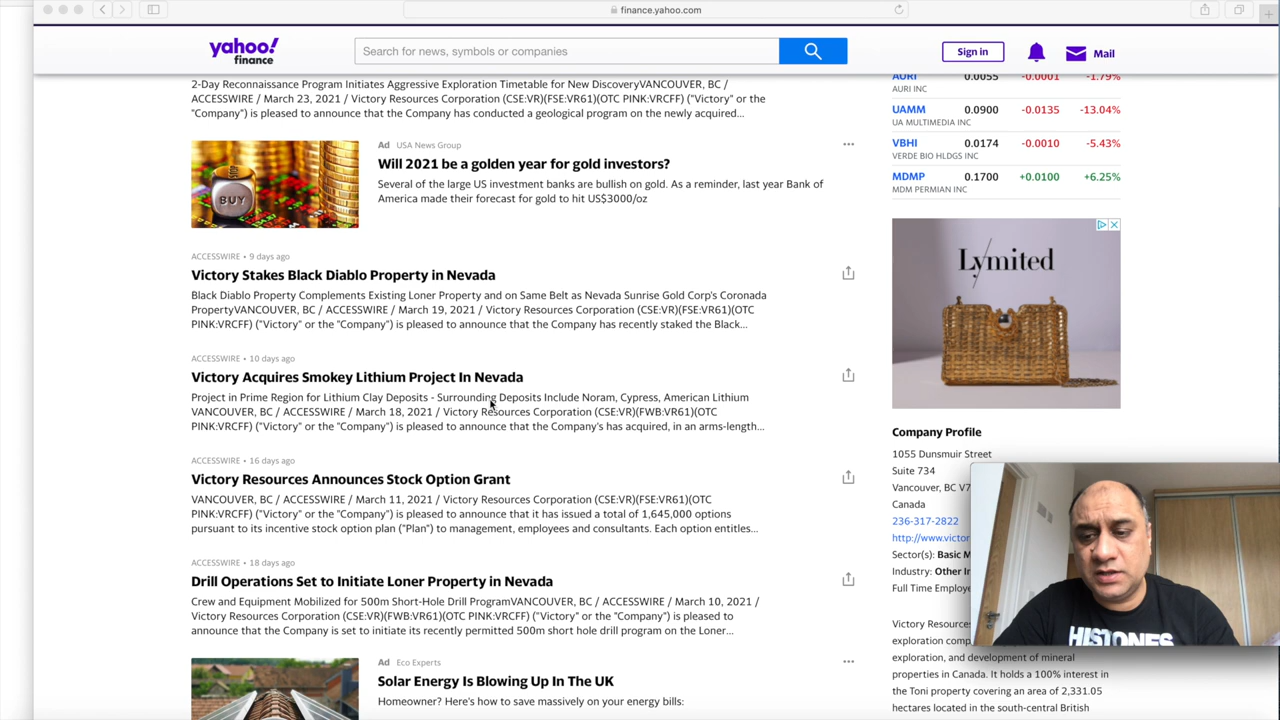 finance.yahoo.com
yahoo!
finance
Search for news, symbols or companies
Sign in
Mail
2-Day Reconnaissance Program Initiates Aggressive Exploration Timetable for New DiscoveryVANCOUVER, BC /
ACCESSWIRE / March 23, 2021 / Victory Resources Corporation (CSE:VR)(FSE:VR61)(OTC PINK:VRCFF) ("Victory" or the
"Company") is pleased to announce that the Company has conducted a geological program on the newly acquired...
Ad USA News Group
Will 2021 be a golden year for gold investors?
Several of the large US investment banks are bullish on gold. As a reminder, last year Bank of
America made their forecast for gold to hit US$3000/oz
BUY
ACCESSWIRE • 9 days ago
Victory Stakes Black Diablo Property in Nevada
Black Diablo Property Complements Existing Loner Property and on Same Belt as Nevada Sunrise Gold Corp's Coronada
PropertyVANCOUVER, BC / ACCESSWIRE / March 19, 2021 / Victory Resources Corporation (CSE:VR)(FSE:VR61)(OTC
PINK:VRCFF) ("Victory" or the "Company") is pleased to announce that the Company has recently staked the Black...
ACCESSWIRE • 10 days ago
Victory Acquires Smokey Lithium Project In Nevada
Project in Prime Region for Lithium Clay Deposits - Surrounding Deposits Include Noram, Cypress, American Lithium
VANCOUVER, BC / ACCESSWIRE / March 18, 2021 / Victory Resources Corporation (CSE:VR)(FWB:VR61)(OTC
PINK:VRCFF) ("Victory" or the "Company") is pleased to announce that the Company's has acquired, in an arms-length...
ACCESSWIRE • 16 days ago
Victory Resources Announces Stock Option Grant
VANCOUVER, BC / ACCESSWIRE / March 11, 2021 / Victory Resources Corporation (CSE:VR)(FSE:VR61)(OTC
PINK:VRCFF) ("Victory" or the "Company") is pleased to announce that it has issued a total of 1,645,000 options
pursuant to its incentive stock option plan ("Plan") to management, employees and consultants. Each option entitles...
ACCESSWIRE • 18 days ago
Drill Operations Set to Initiate Loner Property in Nevada
Crew and Equipment Mobilized for 500m Short-Hole Drill ProgramVANCOUVER, BC / ACCESSWIRE / March 10, 2021 /
Victory Resources Corporation (CSE:VR)(FWB:VR61)(OTC PINK:VRCFF) ("Victory" or the "Company") is pleased to
announce that the Company is set to initiate its recently permitted 500m short hole drill program on the Loner...
Ad Eco Experts
Solar Energy Is Blowing Up In The UK
Homeowner? Here's how to save massively on your energy bills:
AURI 0.0055 -0.0001 -1.79%
AURI INC
UAMM 0.0900 -0.0135 -13.04%
UA MULTIMEDIA INC
VBHI 0.0174 -0.0010 -5.43%
VERDE BIO HLDGS INC
MDMP 0.1700 +0.0100 +6.25%
MDM PERMIAN INC
Lymited
Company Profile
1055 Dunsmuir Street
Suite 734
Vancouver, BC V7
Canada
236-317-2822
http://www.victor
Sector(s): Basic M
Industry: Other In
Full Time Employe
Victory Resources
exploration comp
exploration, and development of mineral
properties in Canada. It holds a 100% interest in
the Toni property covering an area of 2,331.05
hectares located in the south-central British